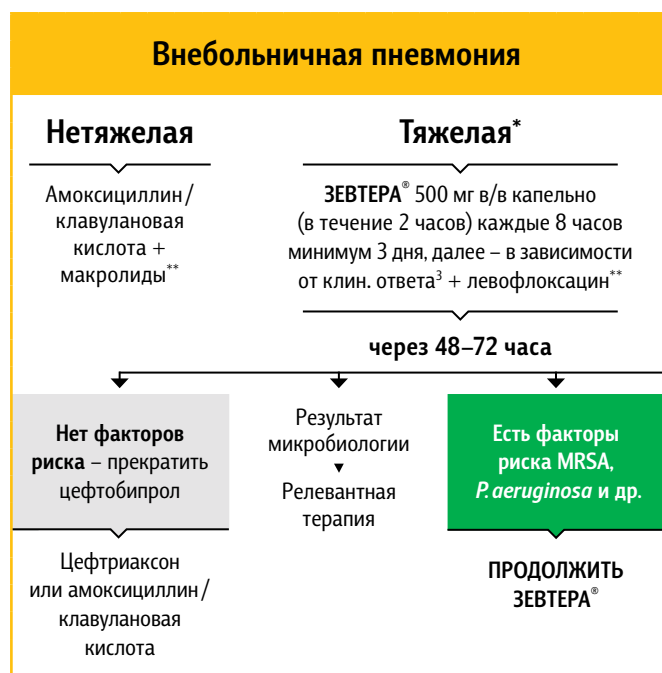 Внебольничная пневмония
Нетяжелая
Амоксициллин/
клавулановая
кислота +
макролиды**
Тяжелая*
ЗЕВТЕРА® 500 мг в/в капельно
(в течение 2 часов) каждые 8 часов
минимум 3 дня, далее – в зависимости
от клин. ответа³ + левофлоксацин**
через 48–72 часа
Нет факторов
риска – прекратить
цефтобипрол
Цефтриаксон
или амоксициллин/
клавулановая
кислота
Результат
микробиологии
Релевантная
терапия
Есть факторы
риска MRSA,
P. aeruginosa и др.
ПРОДОЛЖИТЬ
ЗЕВТЕРА®